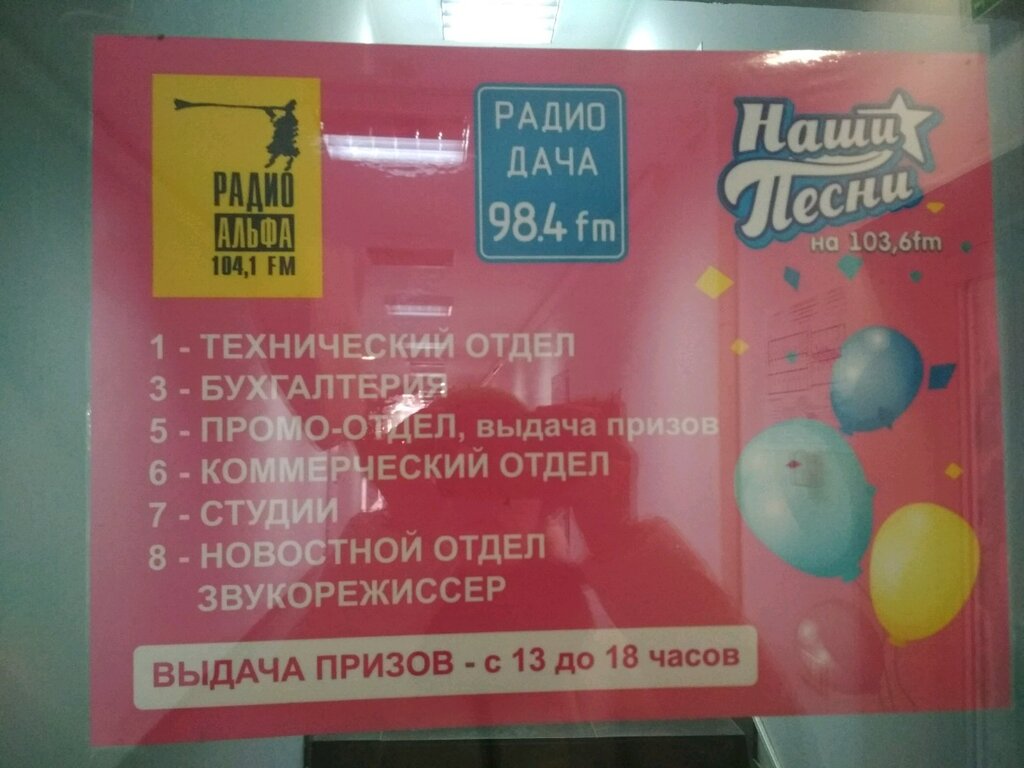 РАДИО
АЛЬФА
104,1 FM
РАДИО
ДАЧА
98.4 fm
Наши
Песни
на 103,6fm
1 - ТЕХНИЧЕСКИЙ ОТДЕЛ
3 - БУХГАЛТЕРИЯ
5 - ПРОМО-ОТДЕЛ, выдача призов
6 - КОММЕРЧЕСКИЙ ОТДЕЛ
7 - СТУДИИ
8 - НОВОСТНОЙ ОТДЕЛ
ЗВУКОРЕЖИССЕР
ВЫДАЧА ПРИЗОВ - с 13 до 18 часов